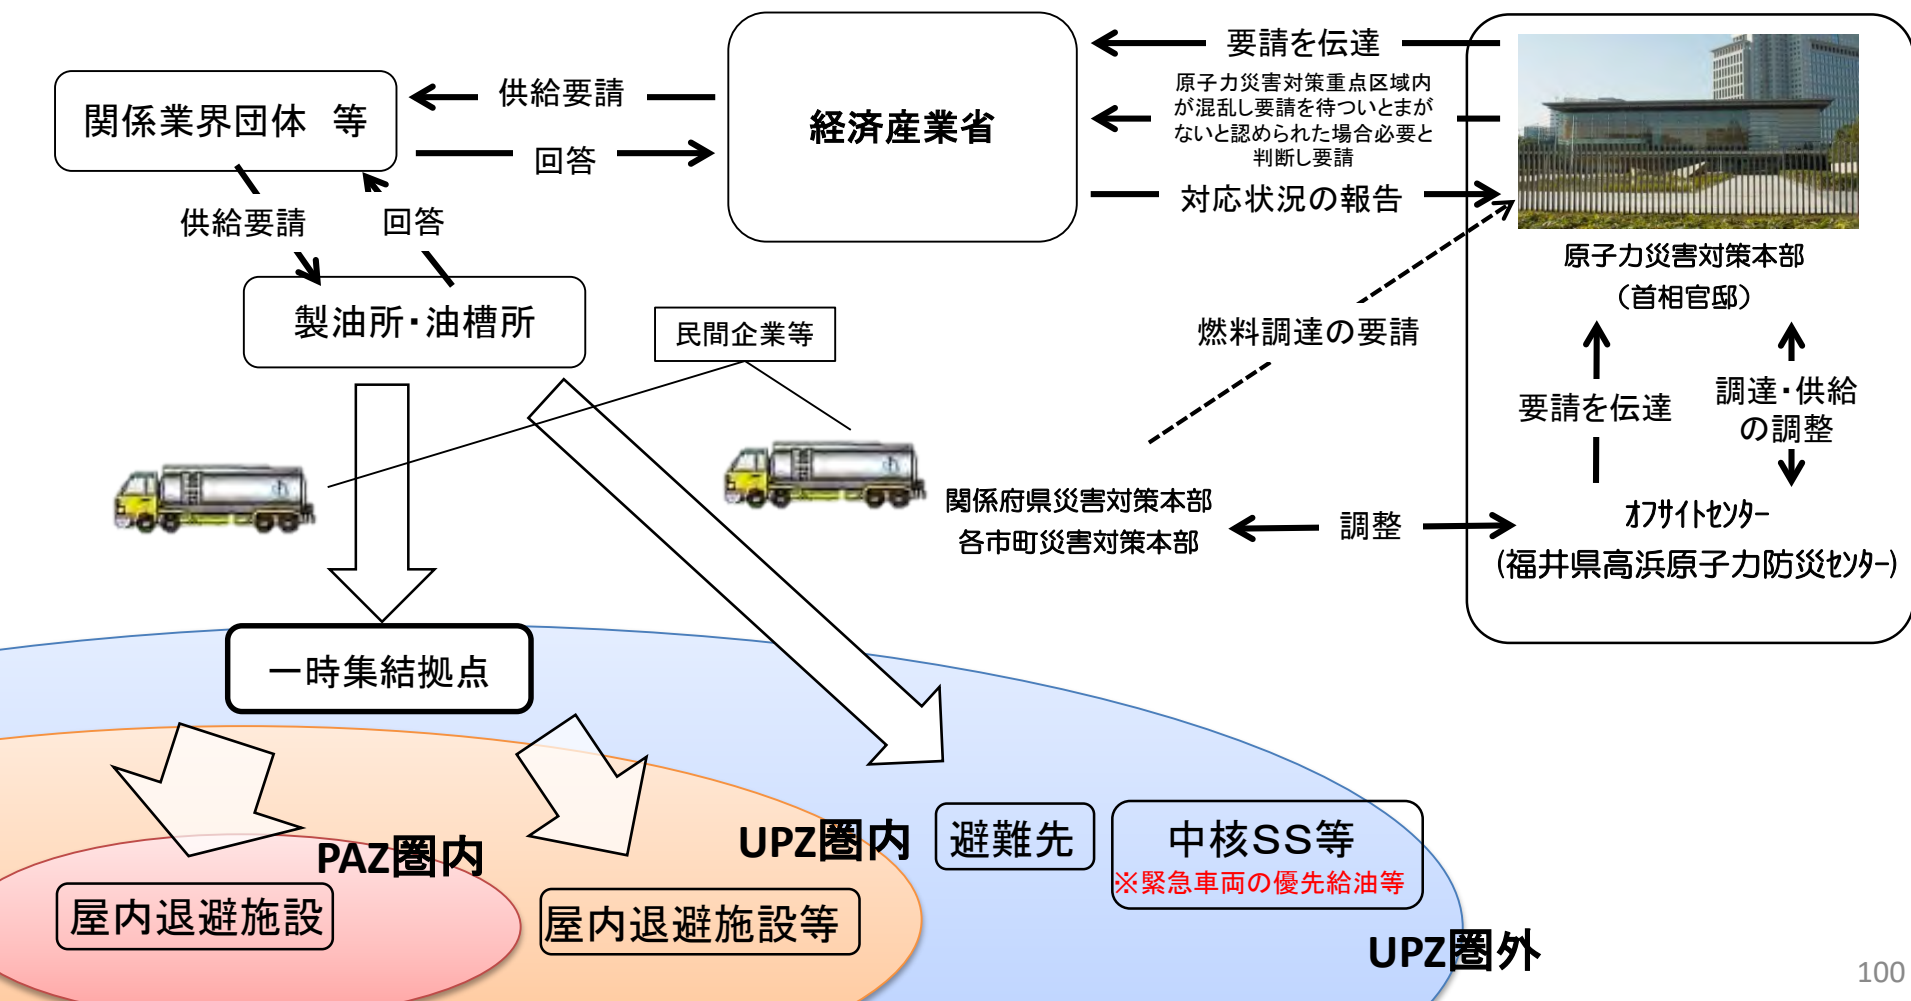 要請を伝達
原子力災害対策重点区域内
が混乱し要請を待ついとまが
ないと認められた場合必要と
判断し要請
対応状況の報告
経済産業省
供給要請
回答
関係業界団体　等
供給要請
回答
製油所・油槽所
民間企業等
燃料調達の要請
原子力災害対策本部
（首相官邸）
要請を伝達
調達・供給
の調整
関係府県災害対策本部
各市町災害対策本部
調整
オフサイトセンター
(福井県高浜原子力防災センター)
一時集結拠点
PAZ圏内
屋内退避施設
UPZ圏内
屋内退避施設等
避難先
中核SS等
※緊急車両の優先給油等
UPZ圏外
100